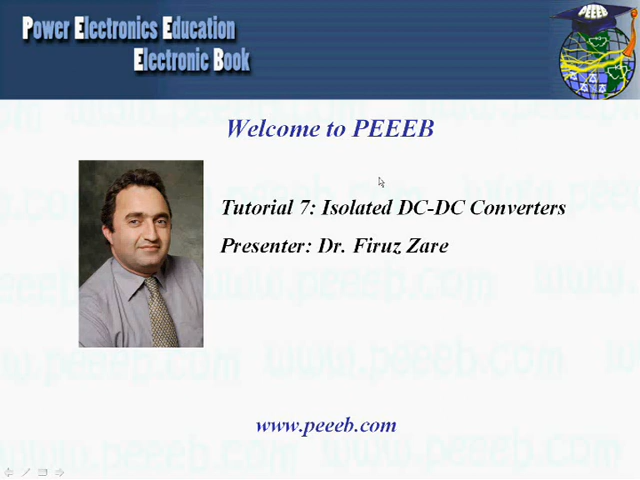 Power Electronics Education
Electronic Book
PEEEB
Welcome to PEEEB
Tutorial 7: Isolated DC-DC Converters
Presenter: Dr. Firuz Zare
www.peeeb.com